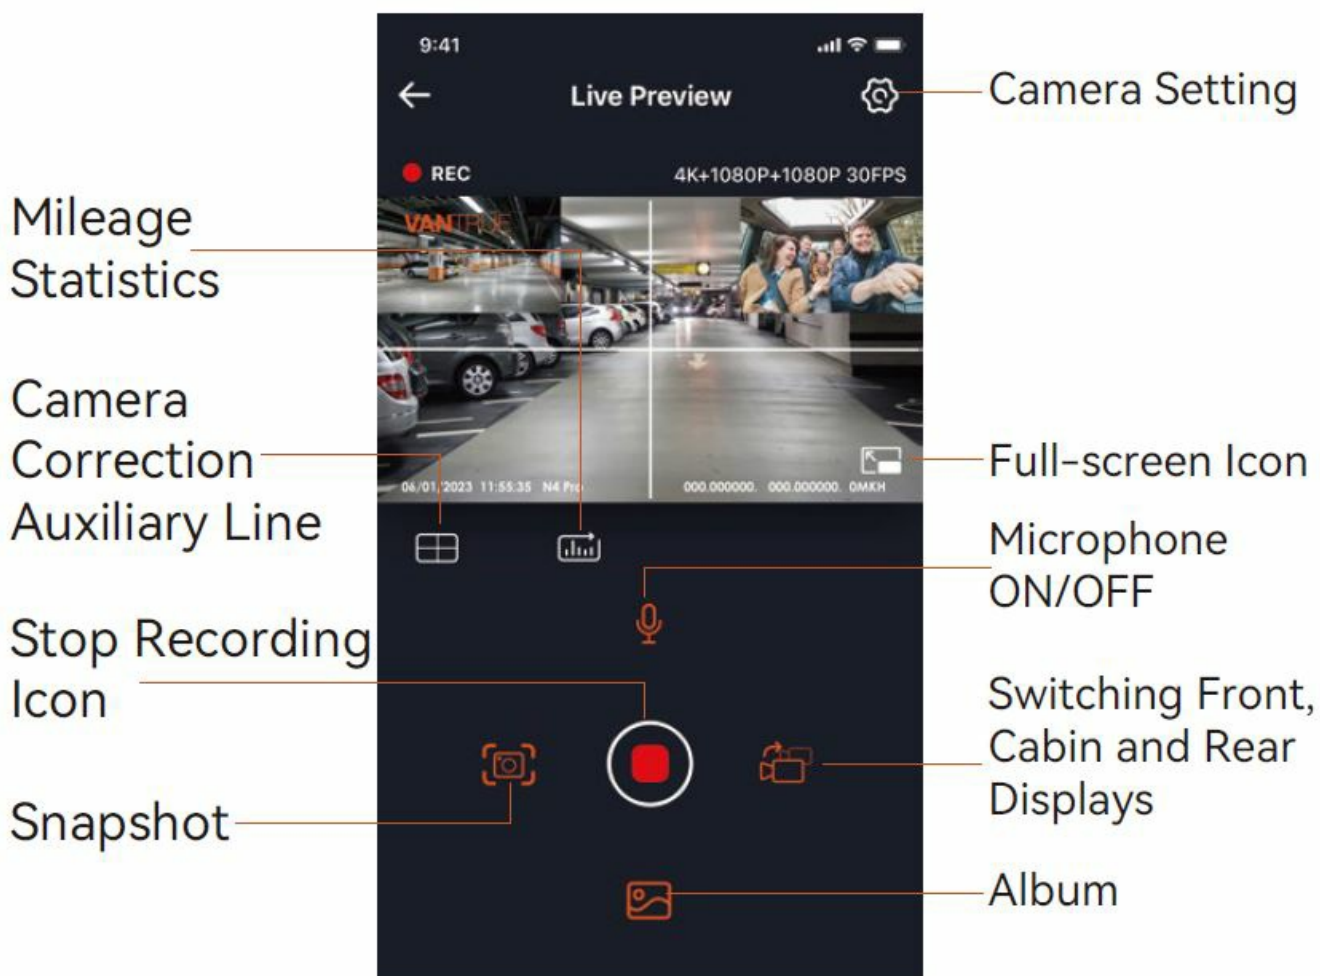 9:41
Live Preview
Camera Setting
REC
4K+1080P+1080P 30FPS
VANTRUE
Mileage
Statistics
Camera
Correction
Auxiliary Line
Full-screen Icon
06/01/2023 11:55:35 N4 Pro
000.000000. 000.000000. 0MKH
Microphone
ON/OFF
Stop Recording
Icon
Switching Front,
Cabin and Rear
Displays
Snapshot
Album